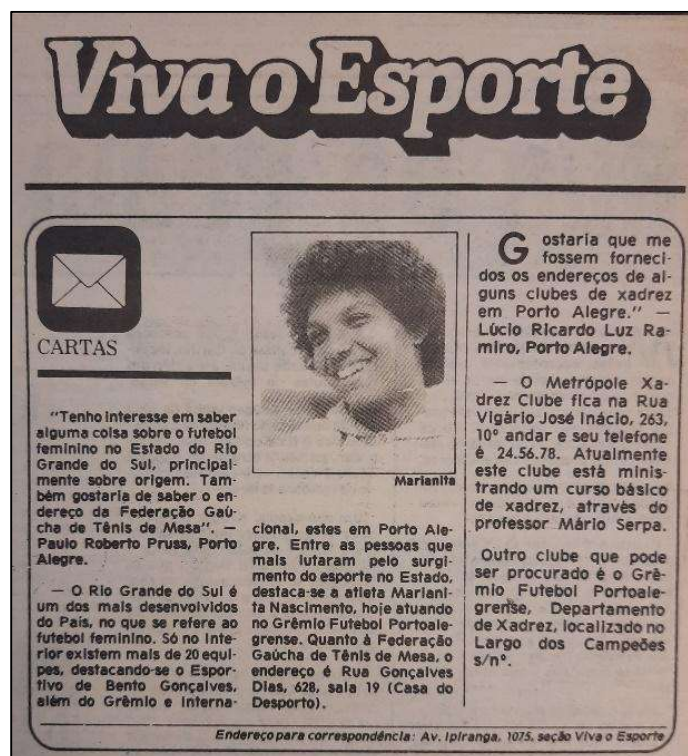 Viva o Esporte
CARTAS
"Tenho interesse em saber
alguma coisa sobre o futebol
feminino no Estado do Rio
Grande do Sul, principal-
mente sobre origem. Tam-
bém gostaria de saber o en-
dereço da Federação Gaú-
cha de Tênis de Mesa". —
Paulo Roberto Pruss, Porto
Alegre.
— O Rio Grande do Sul é
um dos mais desenvolvidos
do País, no que se refere ao
futebol feminino. Só no Inte-
rior existem mais de 20 equi-
pes, destacando-se o Espor-
tivo de Bento Gonçalves,
além do Grêmio e Interna-
Marianita
cional, estes em Porto Ale-
gre. Entre as pessoas que
mais lutaram pelo surgi-
mento do esporte no Estado,
destaca-se a atleta Mariani-
ta Nascimento, hoje atuando
no Grêmio Futebol Portoale-
grense. Quanto à Federação
Gaúcha de Tênis de Mesa, o
endereço é Rua Gonçalves
Dias, 628, sala 19 (Casa do
Desporto).
Gostaria que me
fossem forneci-
dos os endereços de al-
guns clubes de xadrez
em Porto Alegre." —
Lúcio Ricardo Luz Ra-
miro, Porto Alegre.
— O Metrópole Xa-
drez Clube fica na Rua
Vigário José Inácio, 263,
10º andar e seu telefone
é 24.56.78. Atualmente
este clube está minis-
trando um curso básico
de xadrez, através do
professor Mário Serpa.
Outro clube que pode
ser procurado é o Grê-
mio Futebol Portoale-
grense, Departamento
de Xadrez, localizado no
Largo dos Campeões
s/nº.
Endereço para correspondência: Av. Ipiranga, 1075, seção Viva o Esporte